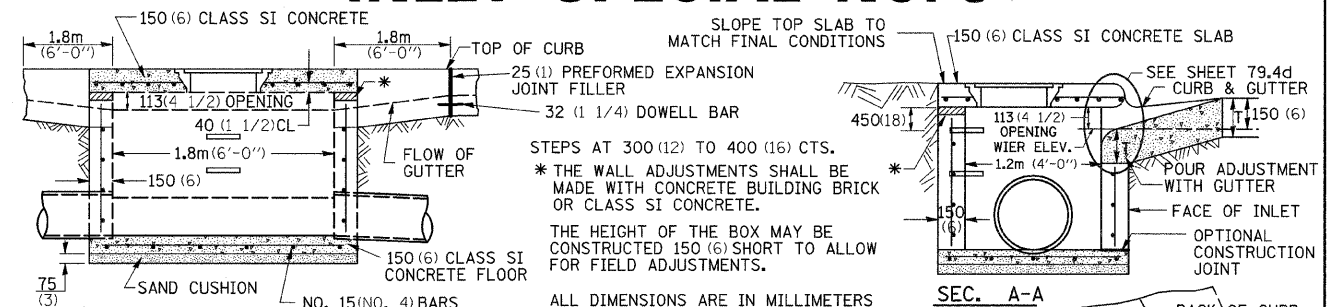 150 (6) CLASS SI CONCRETE
1.8m
(6'-0")
1.8m
(6'-0")
TOP OF CURB
25 (1) PREFORMED EXPANSION
JOINT FILLER
*
113(4 1/2) OPENING
32 (1 1/4) DOWELL BAR
40 (1 1/2)CL
1.8m(6'-0")
FLOW OF
GUTTER
150 (6)
150 (6) CLASS SI
CONCRETE FLOOR
75
(3)
SAND CUSHION
NO. 15(NO. 4) BARS
STEPS AT 300 (12) TO 400 (16) CTS.
* THE WALL ADJUSTMENTS SHALL BE
MADE WITH CONCRETE BUILDING BRICK
OR CLASS SI CONCRETE.
THE HEIGHT OF THE BOX MAY BE
CONSTRUCTED 150 (6) SHORT TO ALLOW
FOR FIELD ADJUSTMENTS.
ALL DIMENSIONS ARE IN MILLIMETERS
SLOPE TOP SLAB TO
MATCH FINAL CONDITIONS
150 (6) CLASS SI CONCRETE SLAB
SEE SHEET 79.4d
CURB & GUTTER
450(18)
113(4 1/2)
OPENING
WIER ELEV.
T
150 (6)
T
*
1.2m (4'-0")
POUR ADJUSTMENT
WITH GUTTER
150
(6)
FACE OF INLET
OPTIONAL
CONSTRUCTION
JOINT
SEC. A-A